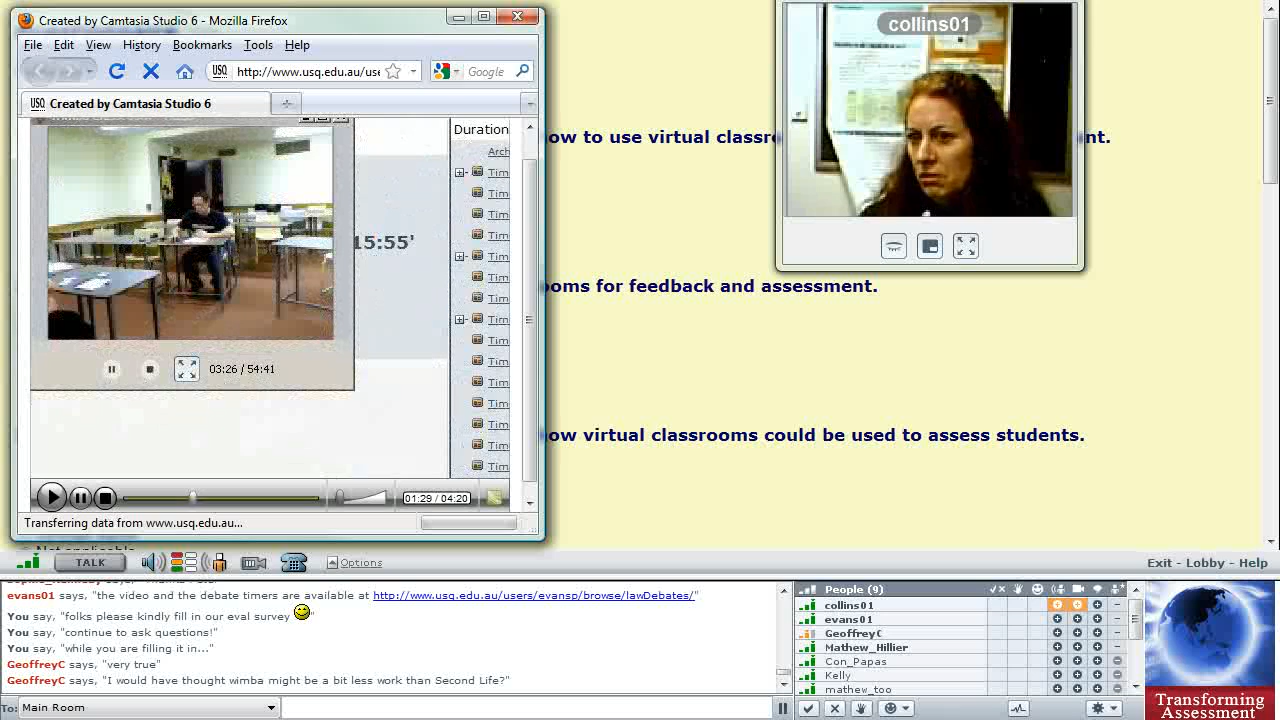 Created by Camtasia Studio 6 - Mozilla Firefox
File Edit View Help
http://www.usq.edu.au/use
Google
USQ Created by Camtasia Studio 6
Duration
Arch
Tim
Tim
Tim
Tim
15:55'
Tim
Tim
Tim
Tim
Tim
Tim
Tim
Tim
Tim
Tim
Tim
03:26 / 54:41
01:29 / 04:20
Transferring data from www.usq.edu.au...
collins01
how to use virtual classro
nt.
ooms for feedback and assessment.
how virtual classrooms could be used to assess students.
Not applicable
TALK
Options
Exit - Lobby - Help
says,
evans01 says, "the video and the debate timers are available at http://www.usq.edu.au/users/evansp/browse/lawDebates/"
You say, "folks please kindly fill in our eval survey "
You say, "continue to ask questions!"
You say, "while you are filling it in..."
GeoffreyC says, "very true"
GeoffreyC says, "I would have thought wimba might be a bit less work than Second Life?"
To: Main Room
People (9)
collins01
evans01
GeoffreyC
Mathew_Hillier
Con_Papas
Kelly
mathew_too
Transforming
Assessment